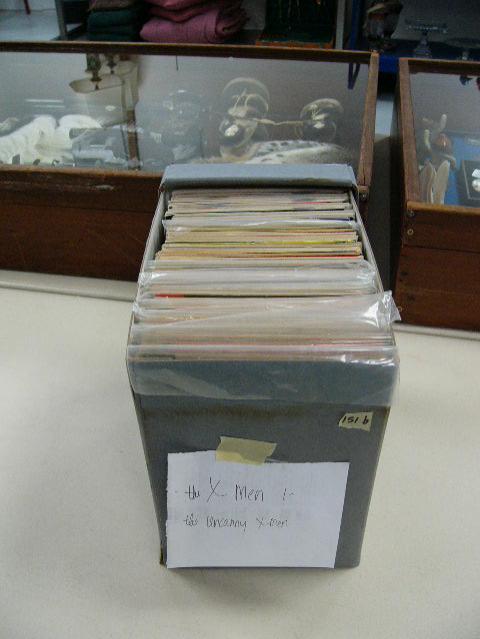 151 b
the X-Men 1-
the Uncanny X-men